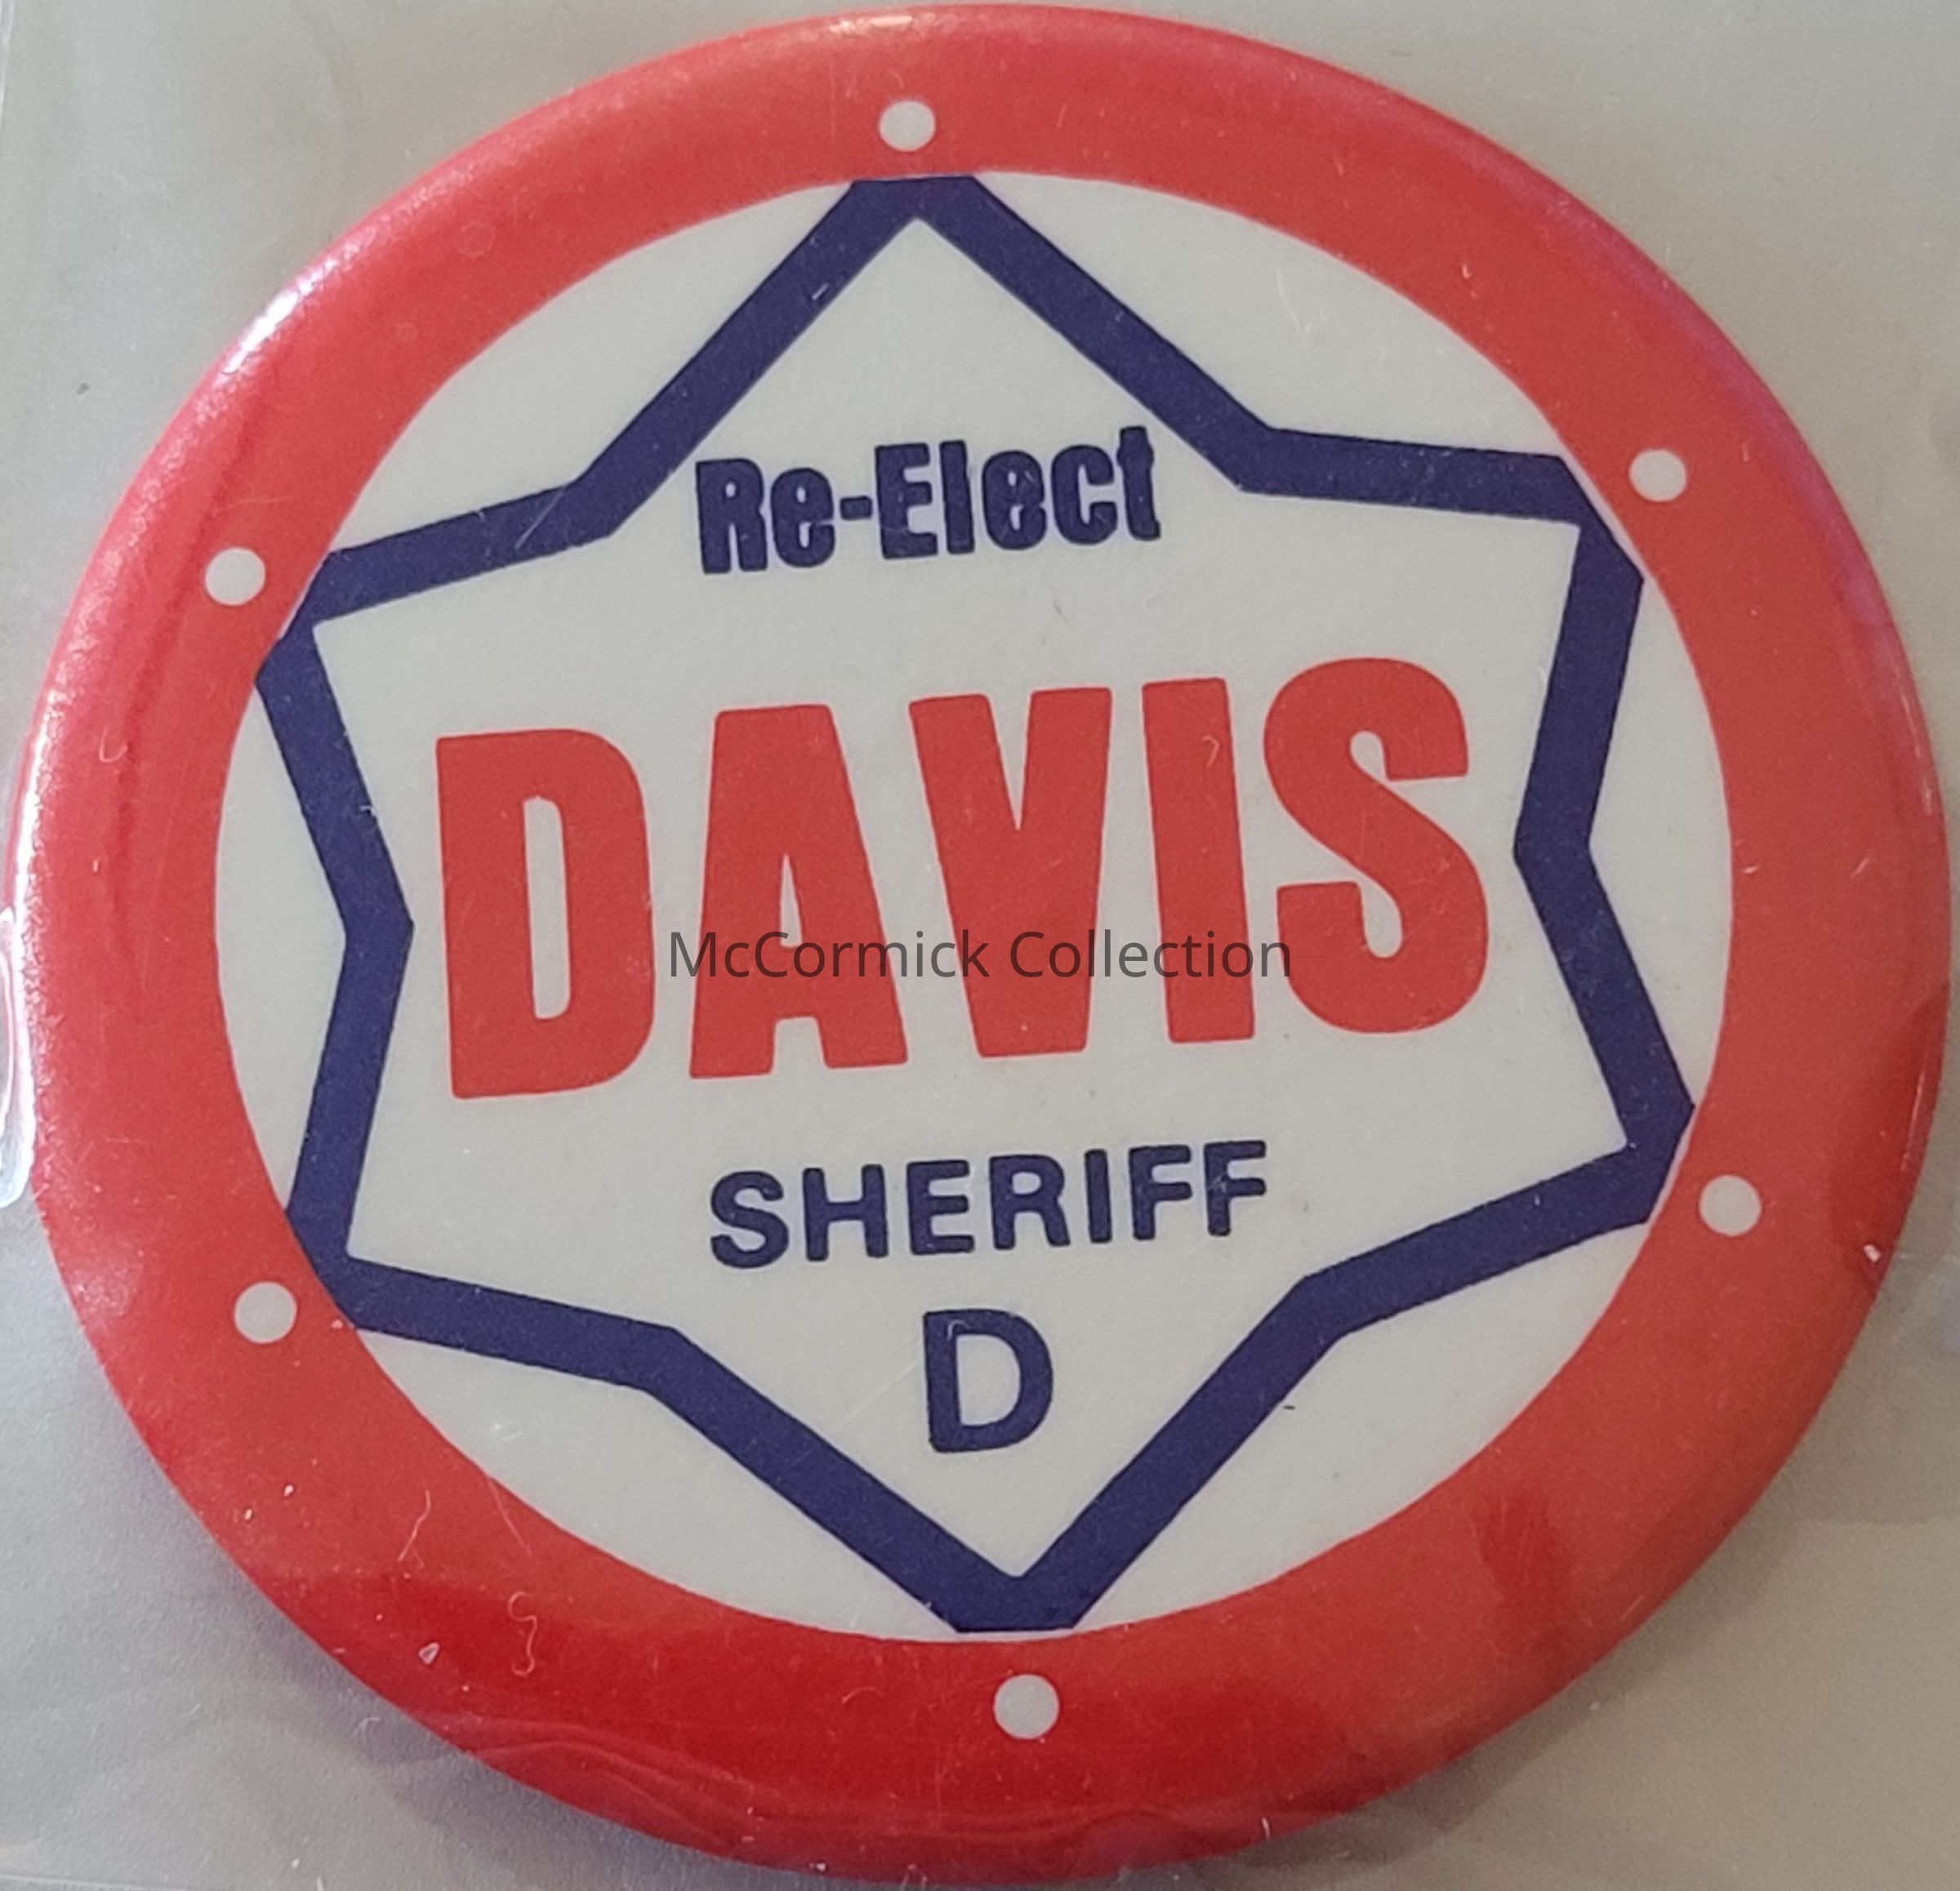 Re-Elect
DAVIS
McCormick Collection
SHERIFF
D